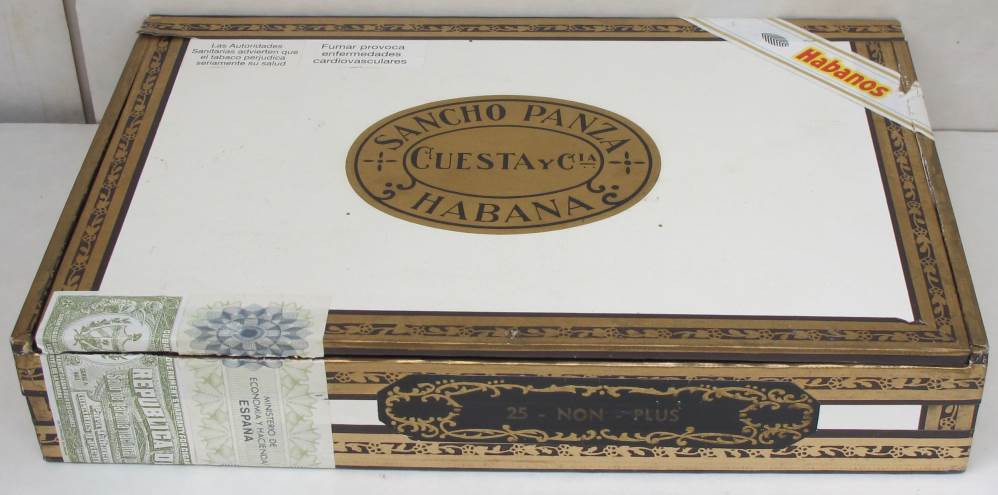 Las Autoridades
Sanitarias advierten que
el tabaco perjudica
seriamente su salud
Fumar provoca
enfermedades
cardiovasculares
Habanos
SANCHO PANZA
CUESTA Y CIA
HABANA
REPUBLICA
MINISTERIO DE
ECONOMIA Y HACIENDA
ESPAÑA
25 - NON - PLUS